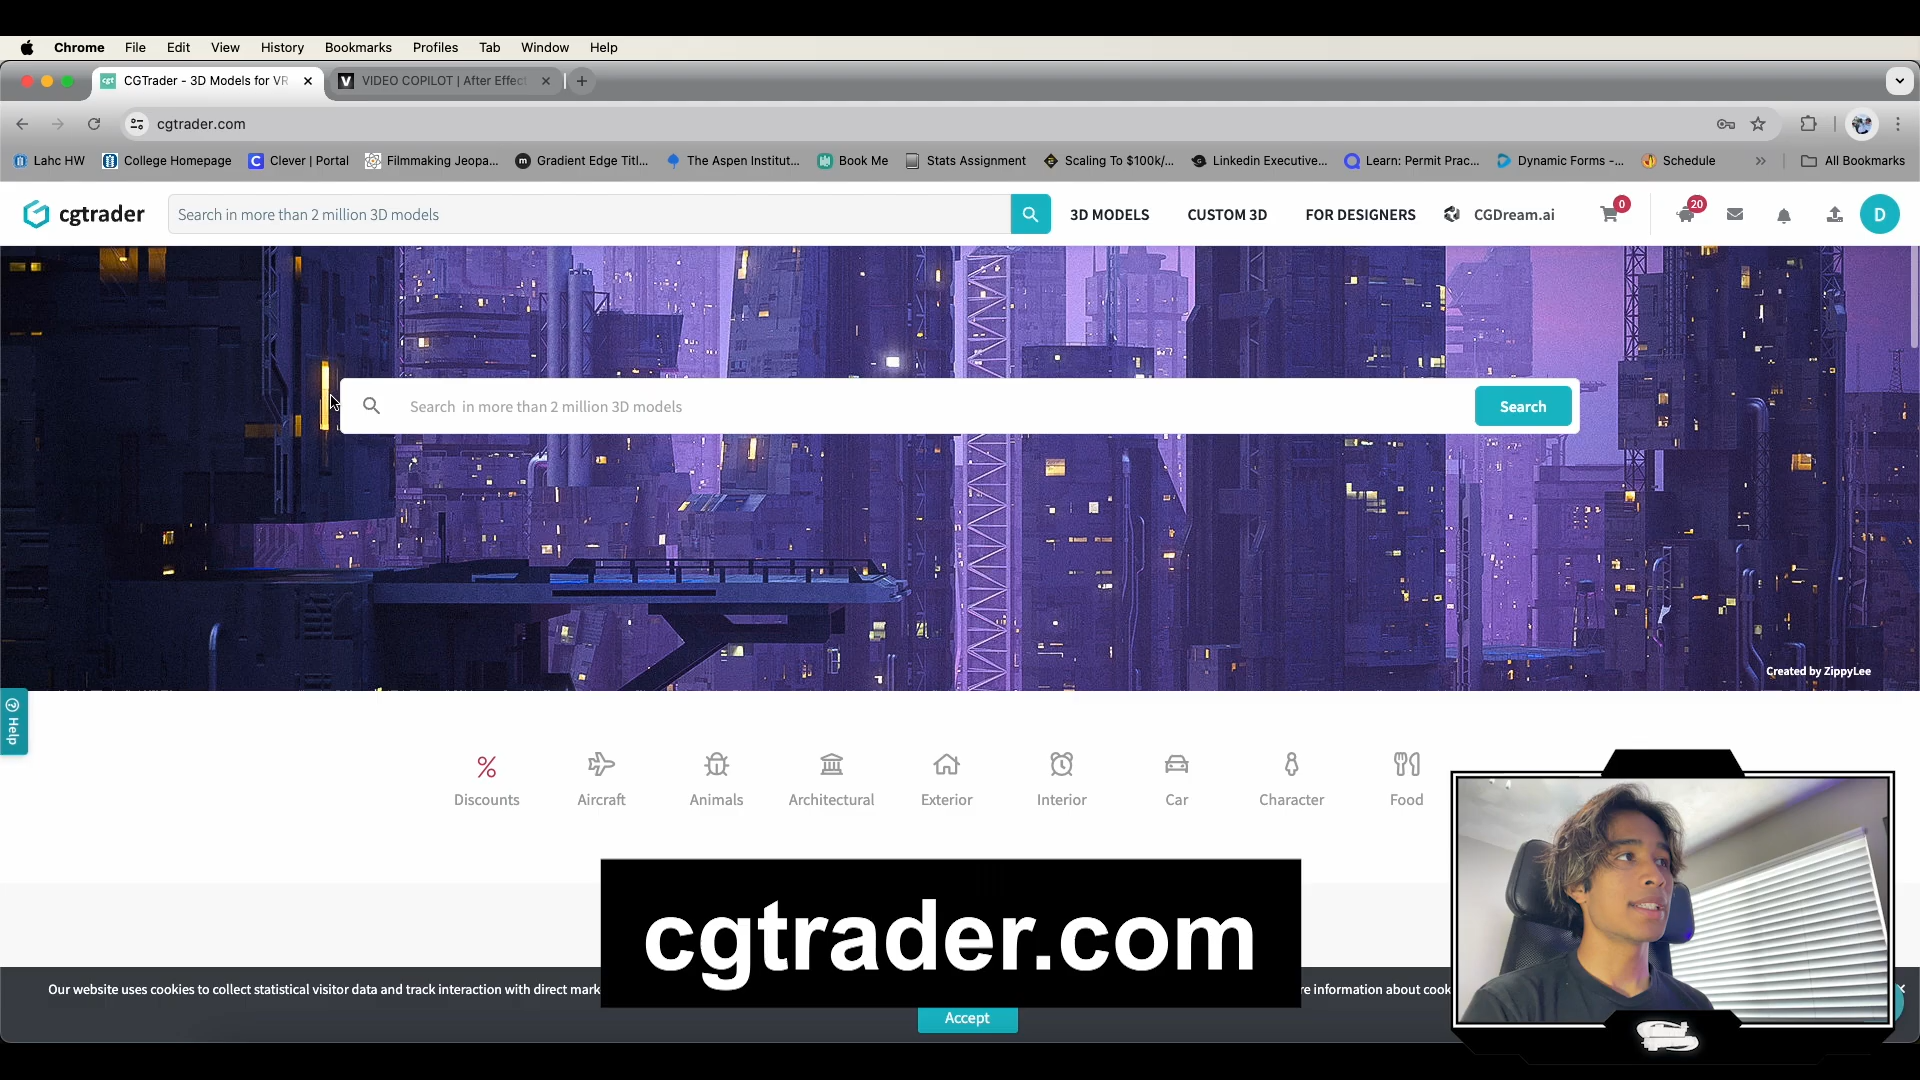 Chrome File Edit View History Bookmarks Profiles Tab Window Help
cgt CGTrader - 3D Models for VR V VIDEO COPILOT | After Effect
cgtrader.com
Lahc HW College Homepage C Clever | Portal Filmmaking Jeopa... m Gradient Edge Titl... The Aspen Institut... Book Me Stats Assignment Scaling To $100k/... Linkedin Executive... Learn: Permit Prac... Dynamic Forms -... Schedule » All Bookmarks
cgtrader Search in more than 2 million 3D models 3D MODELS CUSTOM 3D FOR DESIGNERS CGDream.ai 0 20 D
Search in more than 2 million 3D models Search
Created by ZippyLee
Help
Discounts Aircraft Animals Architectural Exterior Interior Car Character Food
cgtrader.com
Our website uses cookies to collect statistical visitor data and track interaction with direct mark
re information about cook
Accept